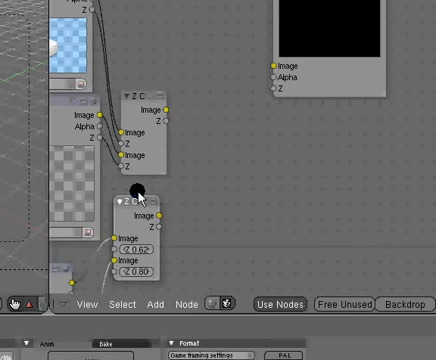 Z
Alpha
Z
Image
Alpha
Z
Z C
Image
Z
Image
Z
Image
Z
Image
Alpha
Z
Z C
Image
Z
Image
Z 0.62
Image
Z 0.80
View Select Add Node Use Nodes Free Unused Backdrop
Anim Bake Format
Game framing settings PAL